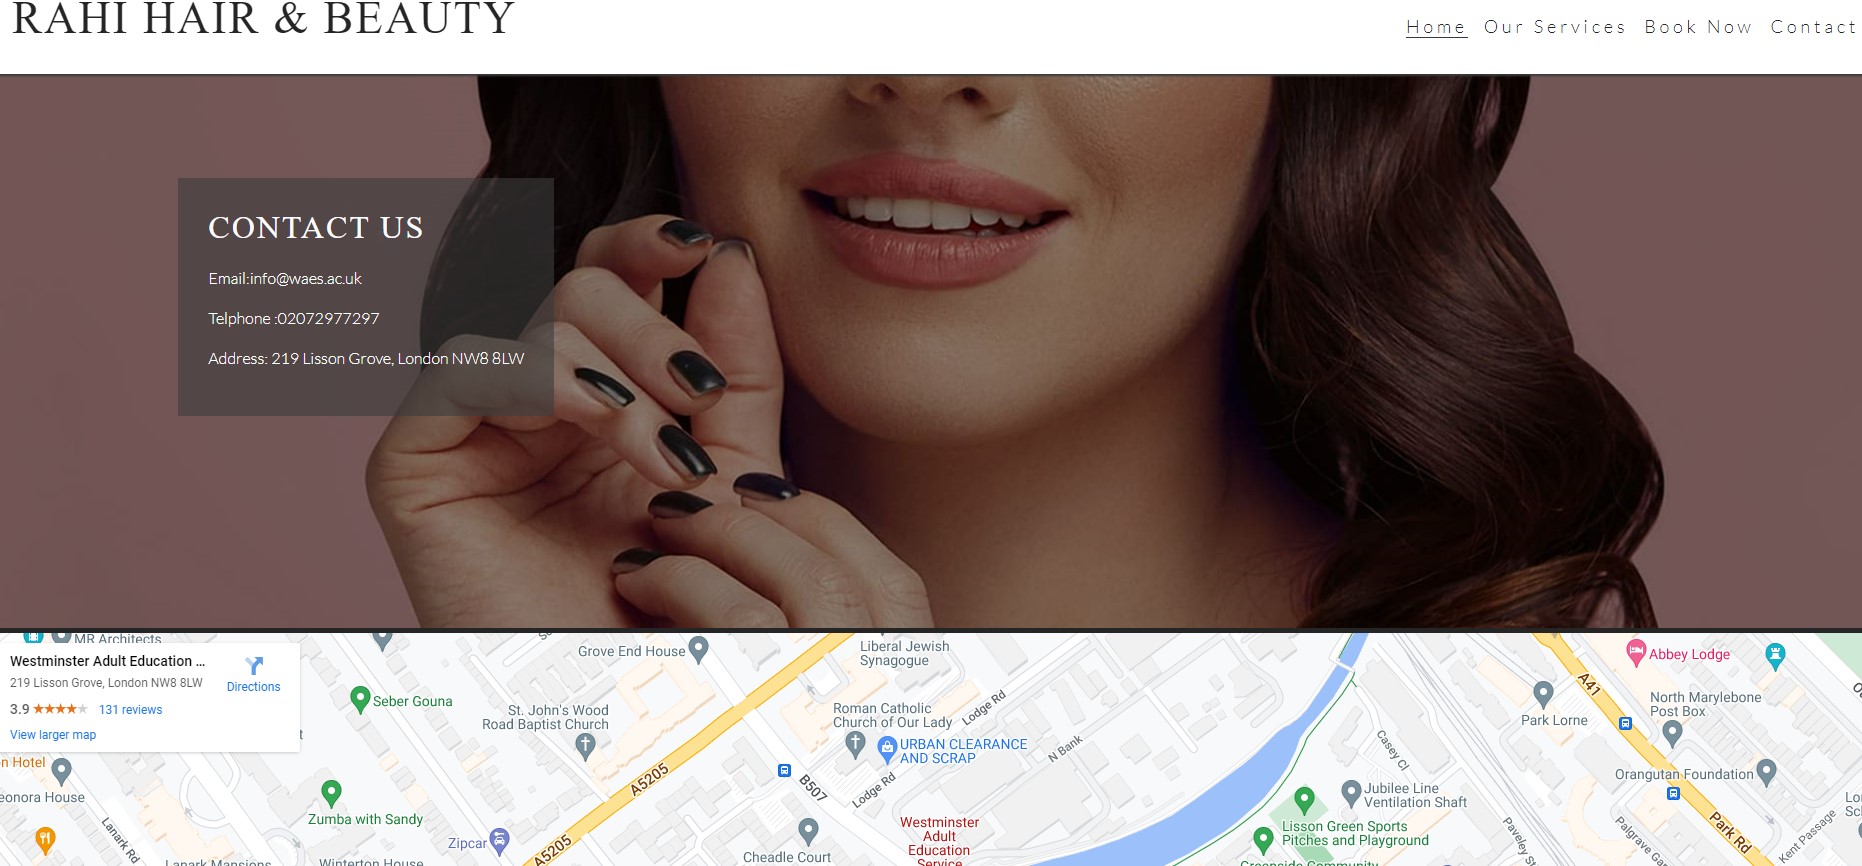 RAHI HAIR & BEAUTY
Home Our Services Book Now Contact
CONTACT US
Email:info@waes.ac.uk
Telphone :02072977297
Address: 219 Lisson Grove, London NW8 8LW
MR Architects
Westminster Adult Education ...
219 Lisson Grove, London NW8 8LW
3.9
131 reviews
Directions
View larger map
Seber Gouna
Grove End House
Liberal Jewish
Synagogue
St. John's Wood
Road Baptist Church
Roman Catholic
Church of Our Lady
Lodge Rd
URBAN CLEARANCE
AND SCRAP
N Bank
Abbey Lodge
A41
North Marylebone
Post Box
Park Lorne
Casey Cl
Orangutan Foundation
n Hotel
eonora House
Zumba with Sandy
A5205
B507
Lodge Rd
Jubilee Line
Ventilation Shaft
Lanark Rd
Zipcar
A5205
Westminster
Adult
Education
Service
Lisson Green Sports
Pitches and Playground
Paveley St
Palgrave Gar
Park Rd
Kent Passage
Lanark Mansions
Winterton House
Cheadle Court
Greenside Community